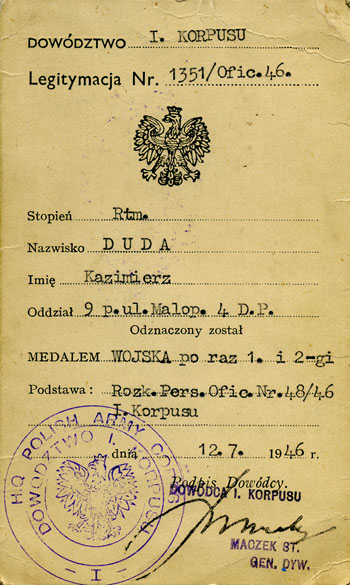 DOWÓDZTWO I. KORPUSU
Legitymacja Nr. 1351/Ofic.46.
Stopień Rtm.
Nazwisko DUDA
Imię Kazimierz
Oddział 9 p.ul.Małop. 4 D.P.
Odznaczony został
MEDALEM WOJSKA po raz 1. i 2-gi
Podstawa: Rozk.Pers.Ofic.Nr.48/46
I.Korpusu
dnia 12.7. 1946 r.
Podpis Dowódcy.
DOWÓDCA I. KORPUSU
MACZEK ST.
GEN. DYW.
H.Q. POLISH ARMY CORPS
DOWÓDZTWO I. KORPUSU
- I -